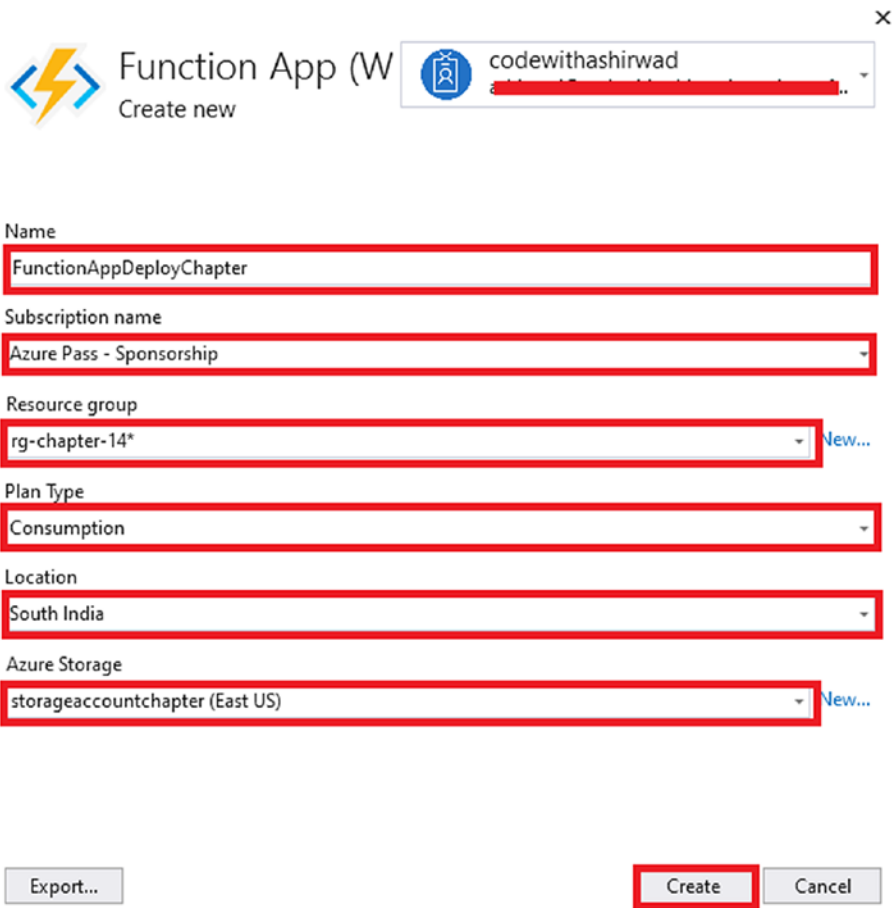 Function App (W
Create new
codewithashirwad
Name
FunctionAppDeployChapter
Subscription name
Azure Pass - Sponsorship
Resource group
rg-chapter-14*
New...
Plan Type
Consumption
Location
South India
Azure Storage
storageaccountchapter (East US)
New...
Export...
Create
Cancel